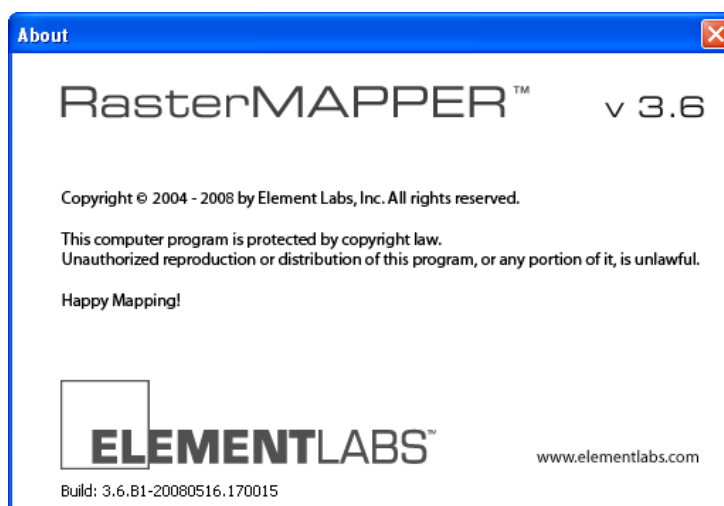 About
RasterMAPPER™ v 3.6
Copyright © 2004 - 2008 by Element Labs, Inc. All rights reserved.
This computer program is protected by copyright law.
Unauthorized reproduction or distribution of this program, or any portion of it, is unlawful.
Happy Mapping!
ELEMENTLABS™
www.elementlabs.com
Build: 3.6.B1-20080516.170015